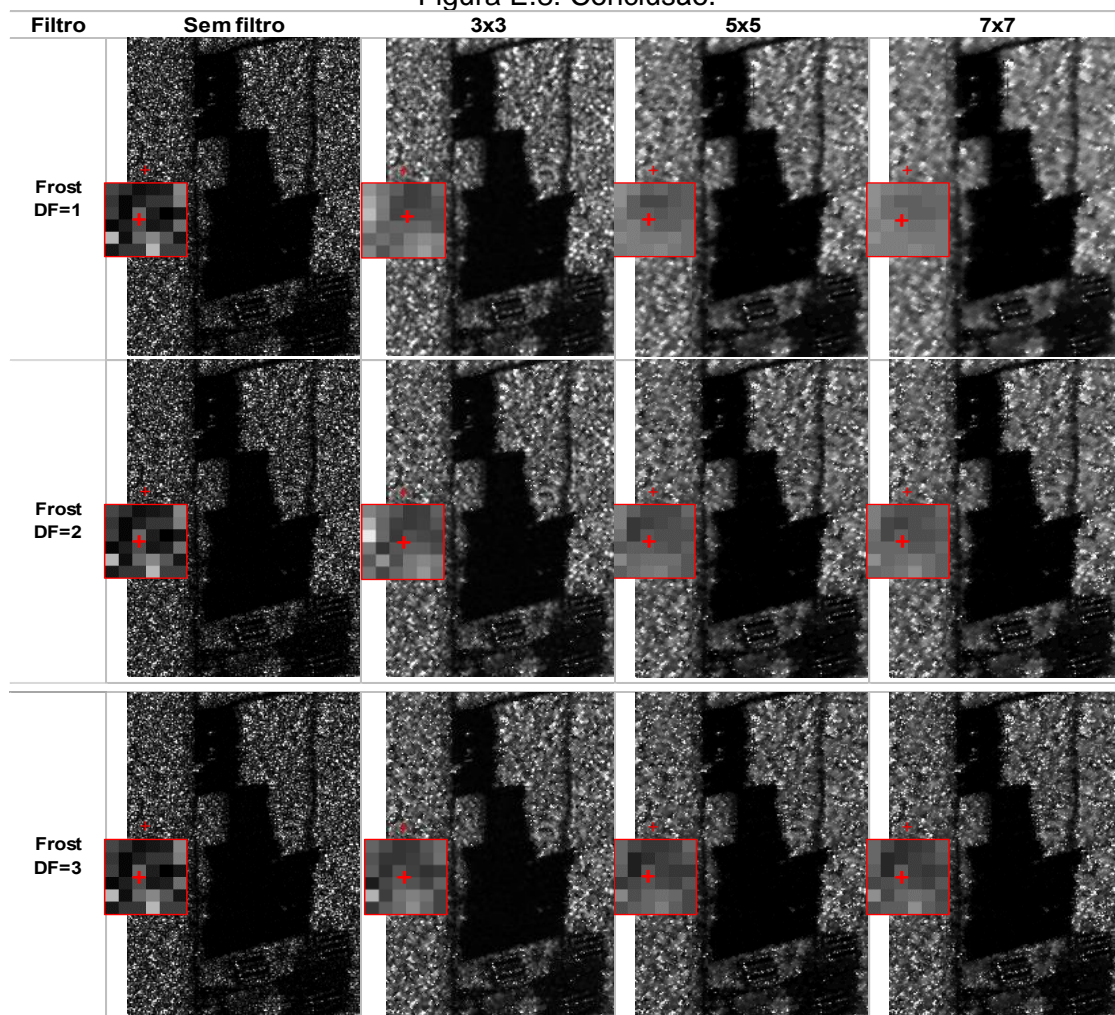 Figura E.3: Conclusão.
Filtro Sem filtro 3x3 5x5 7x7
Frost
DF=1
Frost
DF=2
Frost
DF=3